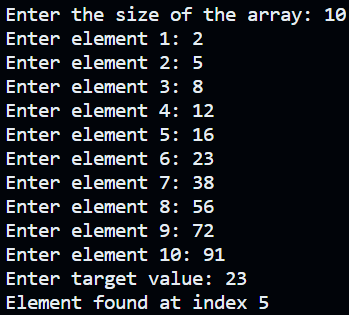 Enter the size of the array: 10
Enter element 1: 2
Enter element 2: 5
Enter element 3: 8
Enter element 4: 12
Enter element 5: 16
Enter element 6: 23
Enter element 7: 38
Enter element 8: 56
Enter element 9: 72
Enter element 10: 91
Enter target value: 23
Element found at index 5